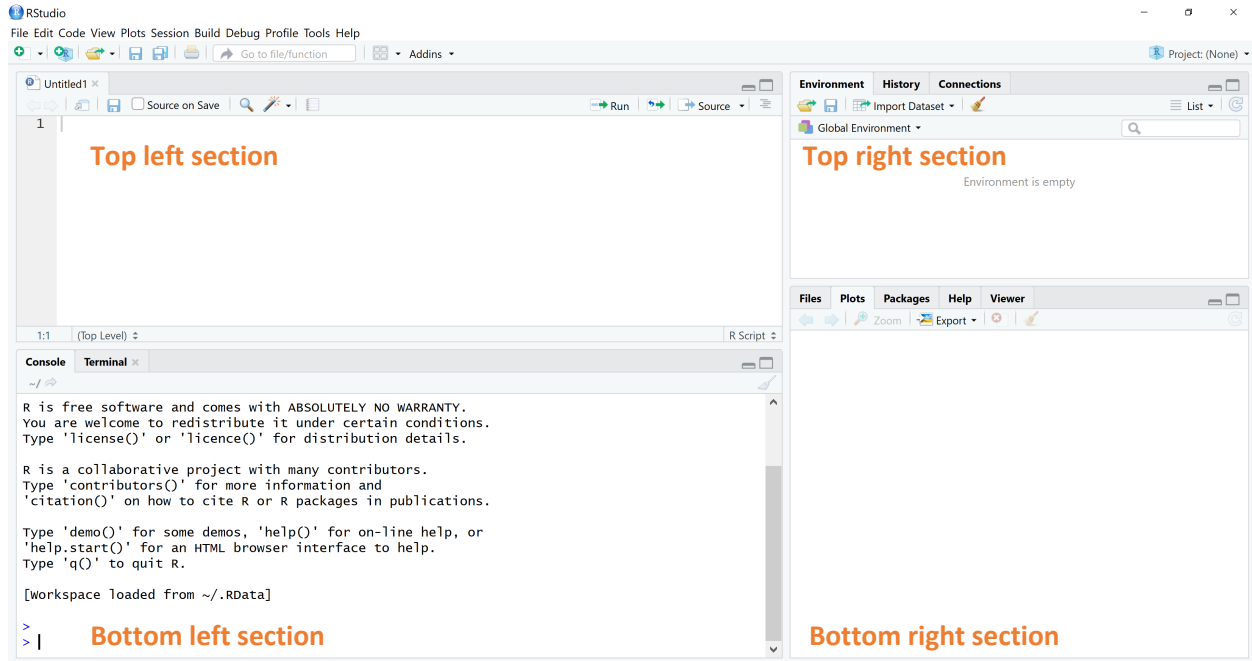 RStudio
File Edit Code View Plots Session Build Debug Profile Tools Help
Go to file/function Addins Project: (None)
Untitled1
Source on Save Run Source
1
Top left section
1:1 (Top Level) R Script
Console Terminal
~/
R is free software and comes with ABSOLUTELY NO WARRANTY.
You are welcome to redistribute it under certain conditions.
Type 'license()' or 'licence()' for distribution details.
R is a collaborative project with many contributors.
Type 'contributors()' for more information and
'citation()' on how to cite R or R packages in publications.
Type 'demo()' for some demos, 'help()' for on-line help, or
'help.start()' for an HTML browser interface to help.
Type 'q()' to quit R.
[Workspace loaded from ~/.RData]
>
>
Bottom left section
Environment History Connections
Import Dataset List
Global Environment
Top right section
Environment is empty
Files Plots Packages Help Viewer
Zoom Export
Bottom right section